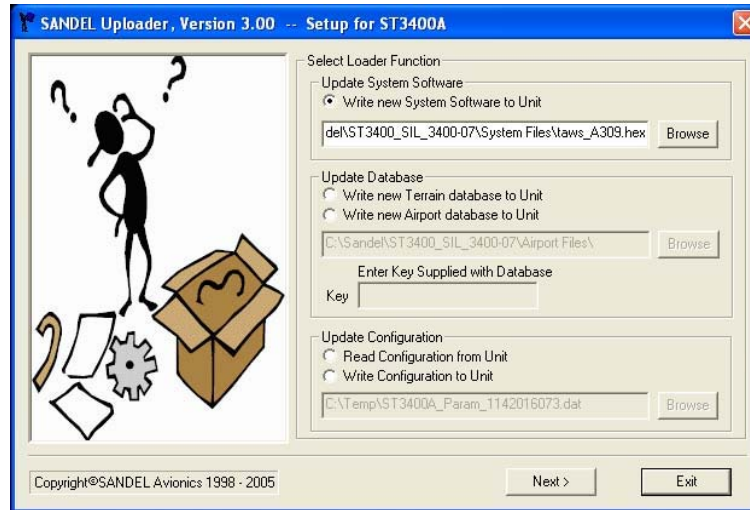 SANDEL Uploader, Version 3.00 -- Setup for ST3400A
Select Loader Function
Update System Software
Write new System Software to Unit
del\ST3400_SIL_3400-07\System Files\taws_A309.hex
Browse
Update Database
Write new Terrain database to Unit
Write new Airport database to Unit
C:\Sandel\ST3400_SIL_3400-07\Airport Files\
Browse
Enter Key Supplied with Database
Key
Update Configuration
Read Configuration from Unit
Write Configuration to Unit
C:\Temp\ST3400A_Param_1142016073.dat
Browse
Copyright©SANDEL Avionics 1998 - 2005
Next >
Exit